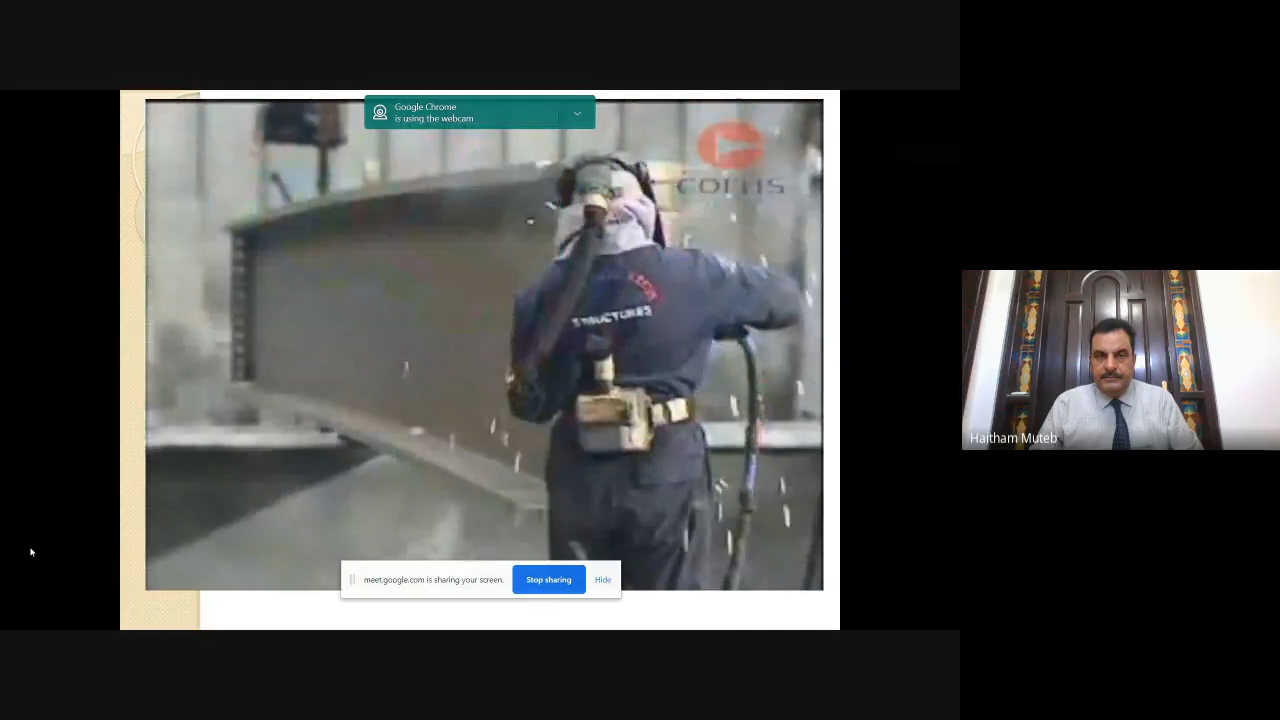 Google Chrome
is using the webcam
corus
STRUCTURES
meet.google.com is sharing your screen.
Stop sharing
Hide
Haitham Muteb